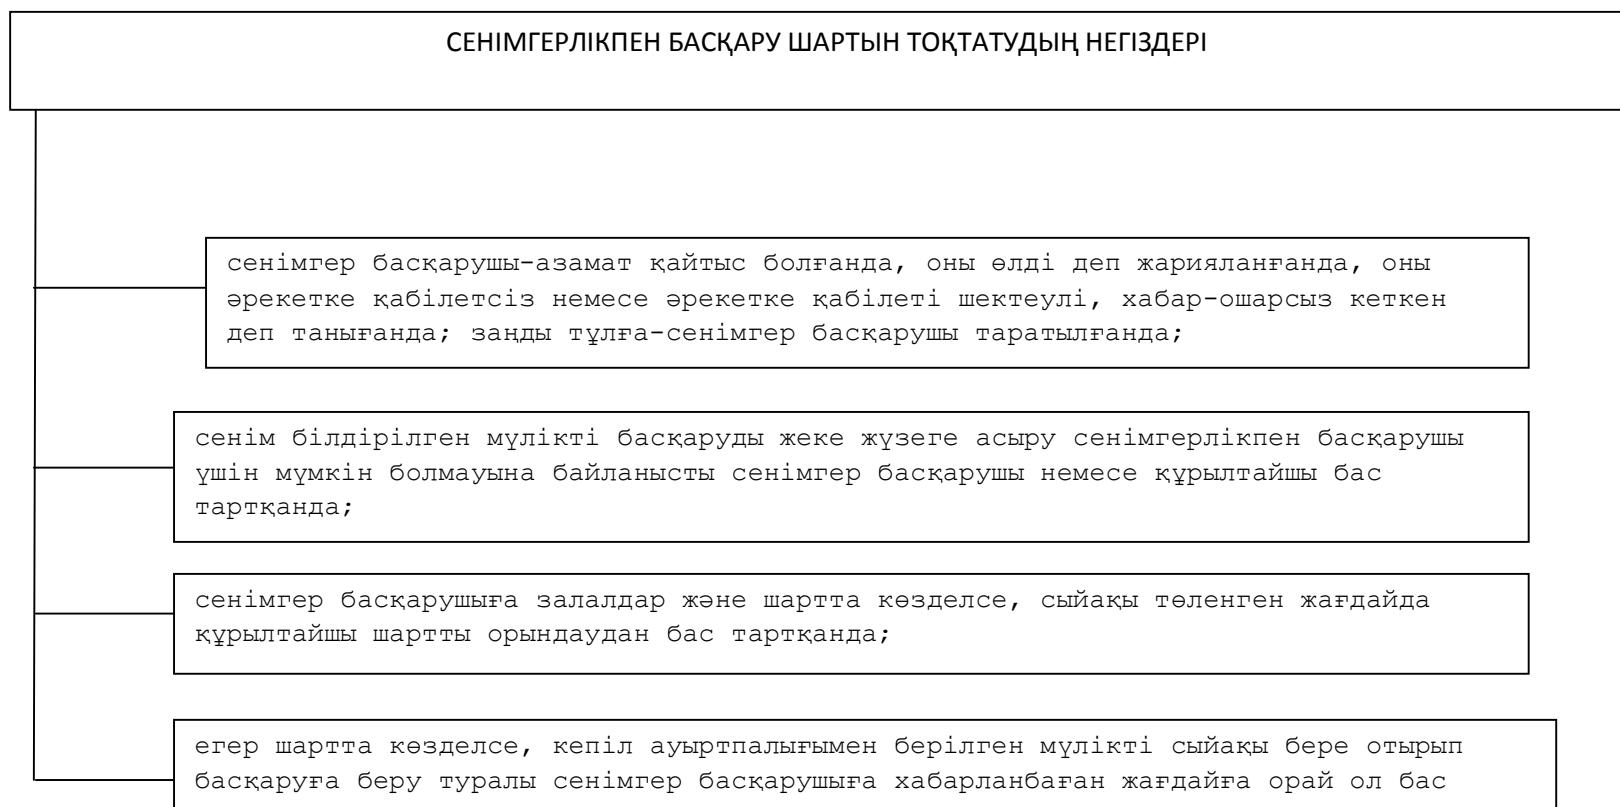 СЕНІМГЕРЛІКПЕН БАСҚАРУ ШАРТЫН ТОҚТАТУДЫҢ НЕГІЗДЕРІ
сенімгер басқарушы-азамат қайтыс болғанда, оны өлді деп жарияланғанда, оны
әрекетке қабілетсіз немесе әрекетке қабілеті шектеулі, хабар-ошарсыз кеткен
деп танығанда; заңды тұлға-сенімгер басқарушы таратылғанда;
сенім білдірілген мүлікті басқаруды жеке жүзеге асыру сенімгерлікпен басқарушы
үшін мүмкін болмауына байланысты сенімгер басқарушы немесе құрылтайшы бас
тартқанда;
сенімгер басқарушыға залалдар және шартта көзделсе, сыйақы төленген жағдайда
құрылтайшы шартты орындаудан бас тартқанда;
егер шартта көзделсе, кепіл ауыртпалығымен берілген мүлікті сыйақы бере отырып
басқаруға беру туралы сенімгер басқарушыға хабарланбаған жағдайға орай ол бас